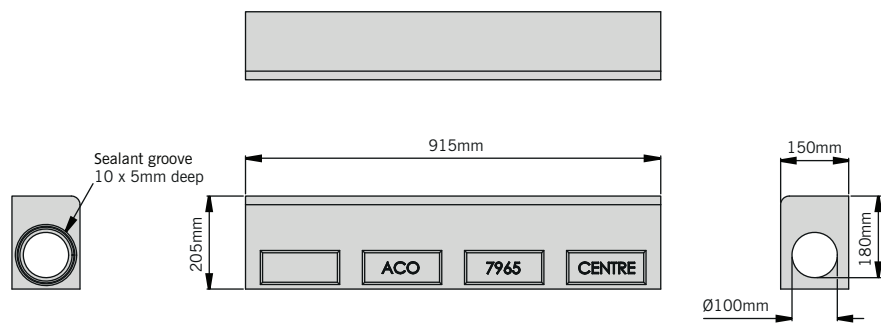 915mm
150mm
Sealant groove
10 x 5mm deep
205mm
ACO
7965
CENTRE
180mm
Ø100mm